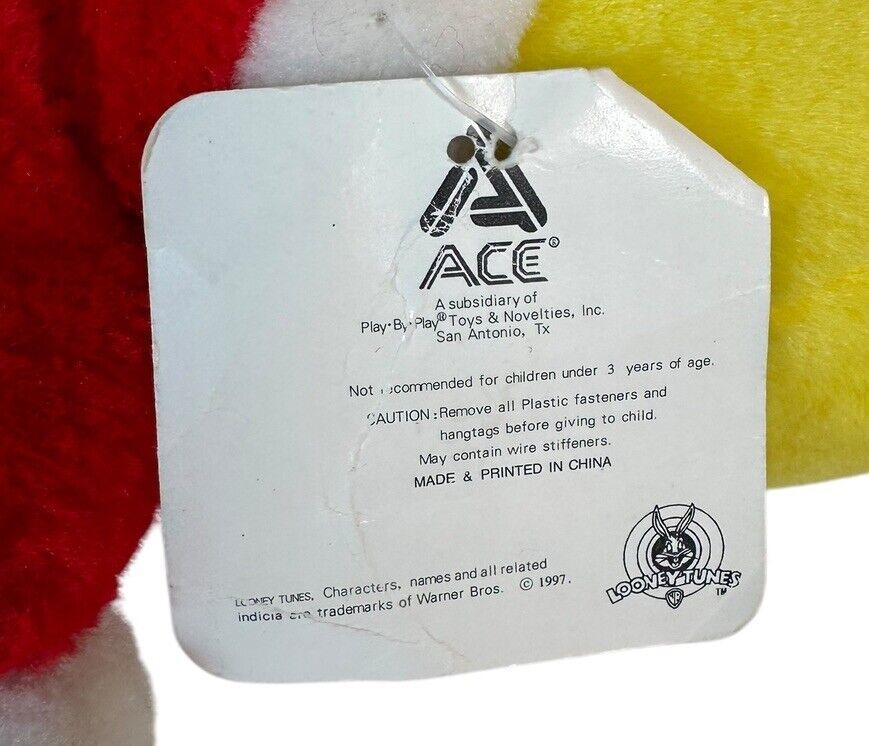 ACE®
A subsidiary of
Play•By•Play® Toys & Novelties, Inc.
San Antonio, Tx
Not recommended for children under 3 years of age.
CAUTION : Remove all Plastic fasteners and
hangtags before giving to child.
May contain wire stiffeners.
MADE & PRINTED IN CHINA
LOONEY TUNES, Characters, names and all related
indicia are trademarks of Warner Bros. © 1997.
LOONEY TUNES ™
WB